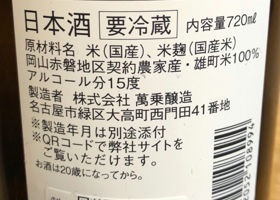 日本酒 要冷蔵 内容量720㎖
原材料名 米(国産)、米麹(国産米)
岡山赤磐地区契約農家産・雄町米100%
アルコール分15度
製造者 株式会社 萬乗醸造
名古屋市緑区大高町西門田41番地
※製造年月は別途添付
※QRコードで弊社サイトを
ご覧いただけます。
お酒は20歳になってから。